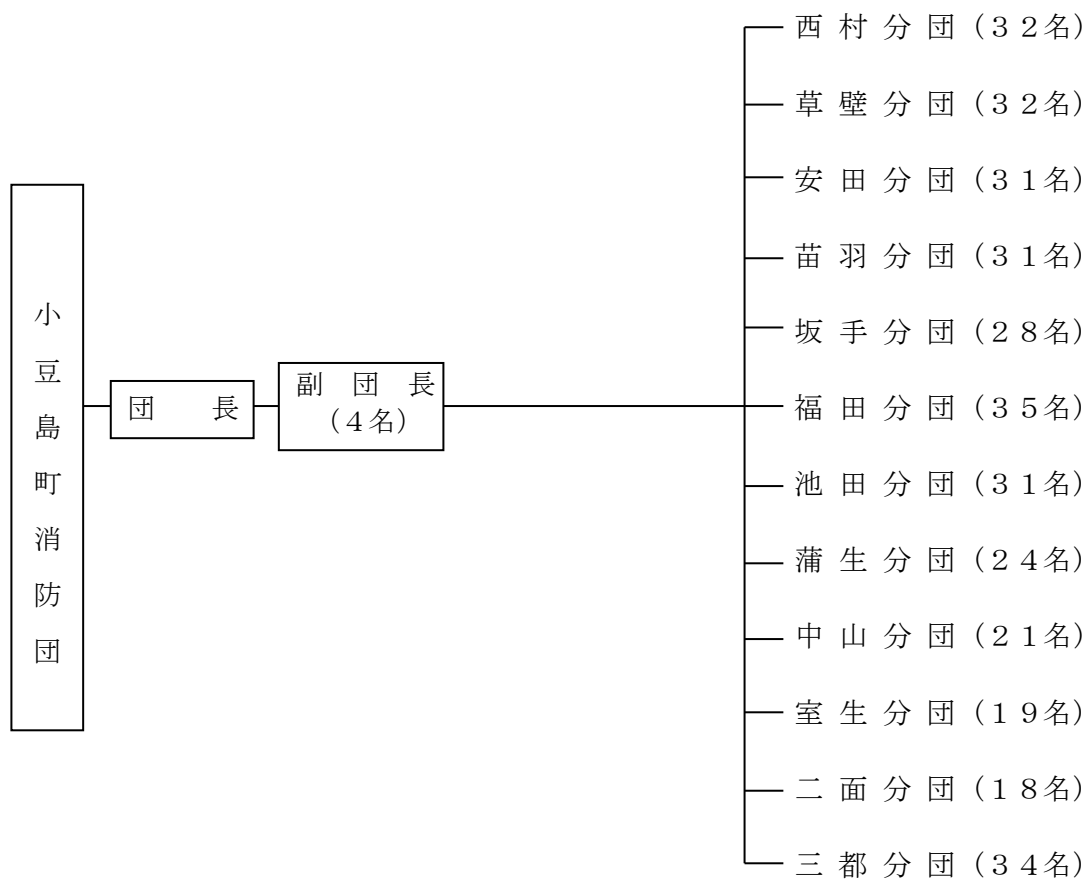 小豆島町消防団
団長
副団長
（４名）
西村分団（３２名）
草壁分団（３２名）
安田分団（３１名）
苗羽分団（３１名）
坂手分団（２８名）
福田分団（３５名）
池田分団（３１名）
蒲生分団（２４名）
中山分団（２１名）
室生分団（１９名）
二面分団（１８名）
三都分団（３４名）